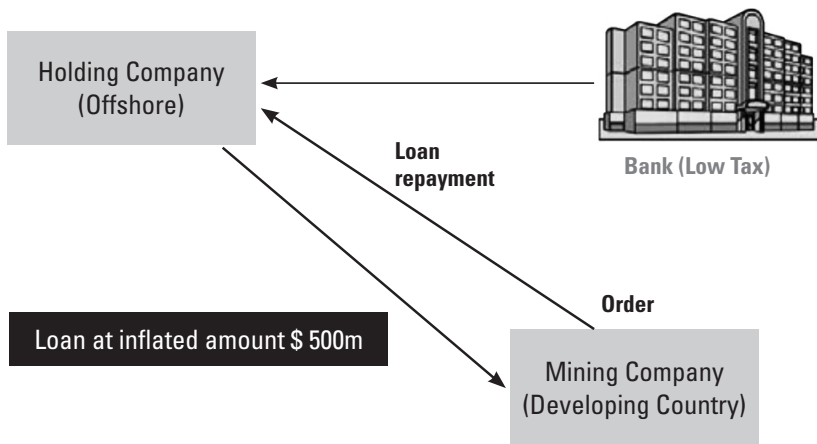 Holding Company
(Offshore)
Bank (Low Tax)
Loan
repayment
Order
Loan at inflated amount $ 500m
Mining Company
(Developing Country)